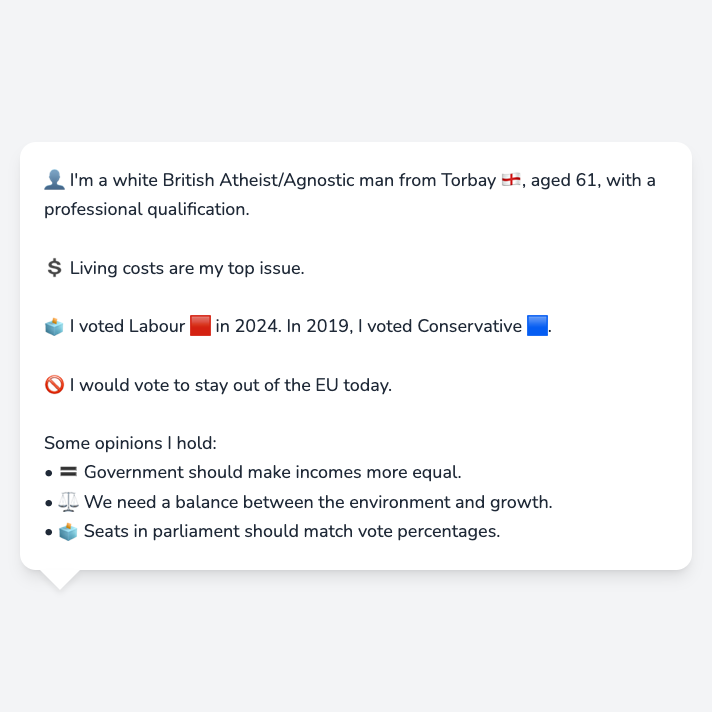 👤 I'm a white British Atheist/Agnostic man from Torbay 🏴󠁧󠁢󠁥󠁮󠁧󠁿, aged 61, with a
professional qualification.
💲 Living costs are my top issue.
🗳️ I voted Labour 🟥 in 2024. In 2019, I voted Conservative 🟦.
🚫 I would vote to stay out of the EU today.
Some opinions I hold:
• 🟰 Government should make incomes more equal.
• ⚖️ We need a balance between the environment and growth.
• 🗳️ Seats in parliament should match vote percentages.